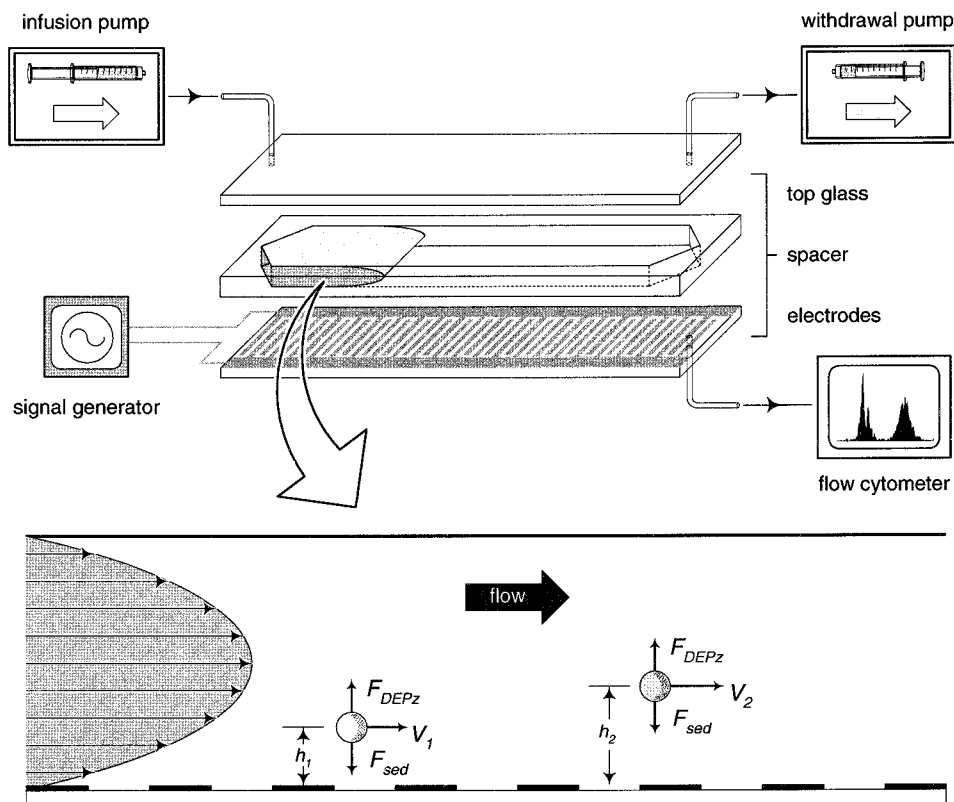 infusion pump
withdrawal pump
top glass
spacer
electrodes
signal generator
flow cytometer
flow
F_DEPz
F_DEPz
V_1
V_2
h_1
h_2
F_sed
F_sed